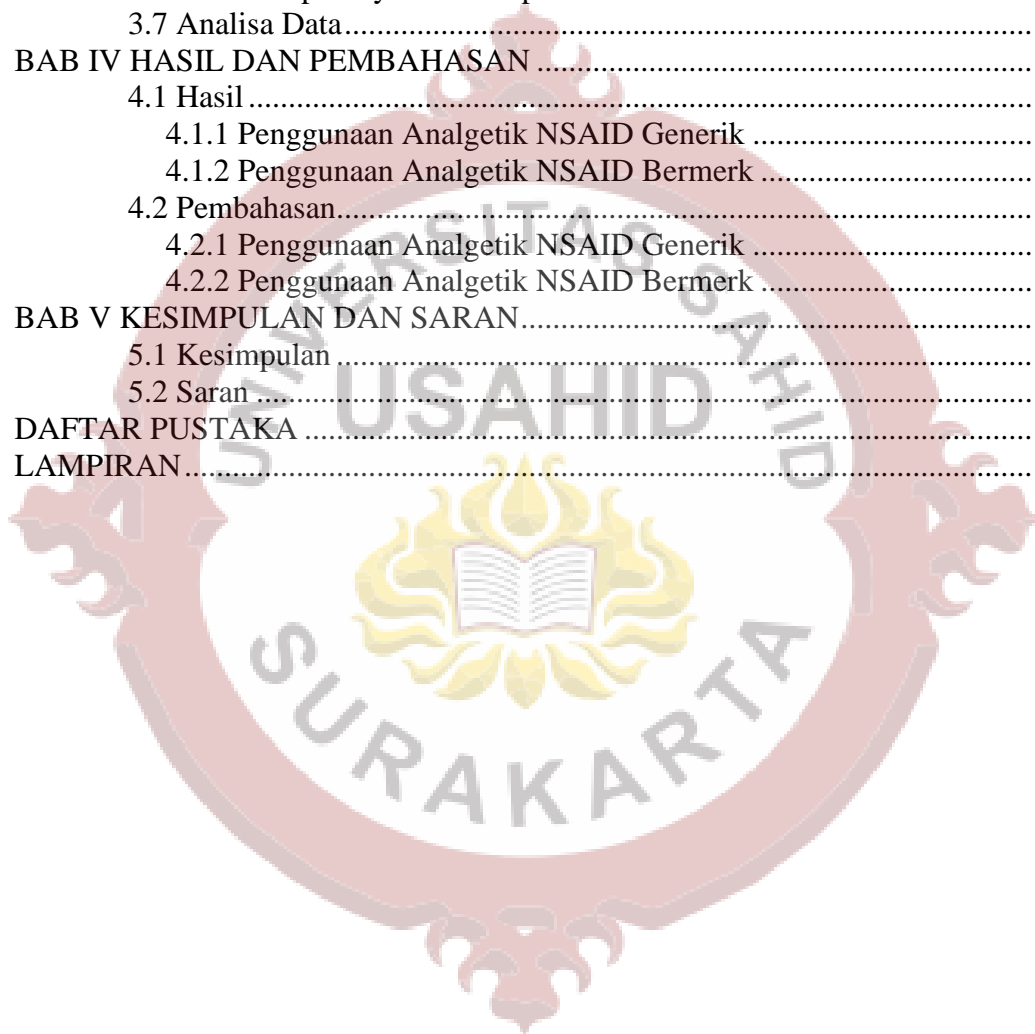 3.7 Analisa Data................................................................
BAB IV HASIL DAN PEMBAHASAN ................................................................
4.1 Hasil ................................................................
4.1.1 Penggunaan Analgetik NSAID Generik ................................
4.1.2 Penggunaan Analgetik NSAID Bermerk ................................
4.2 Pembahasan................................................................
4.2.1 Penggunaan Analgetik NSAID Generik ................................
4.2.2 Penggunaan Analgetik NSAID Bermerk ................................
BAB V KESIMPULAN DAN SARAN................................................................
5.1 Kesimpulan ................................................................
5.2 Saran ................................................................
DAFTAR PUSTAKA ................................................................
LAMPIRAN................................................................
UNIVERSITAS SAHID
USAHID
SURAKARTA